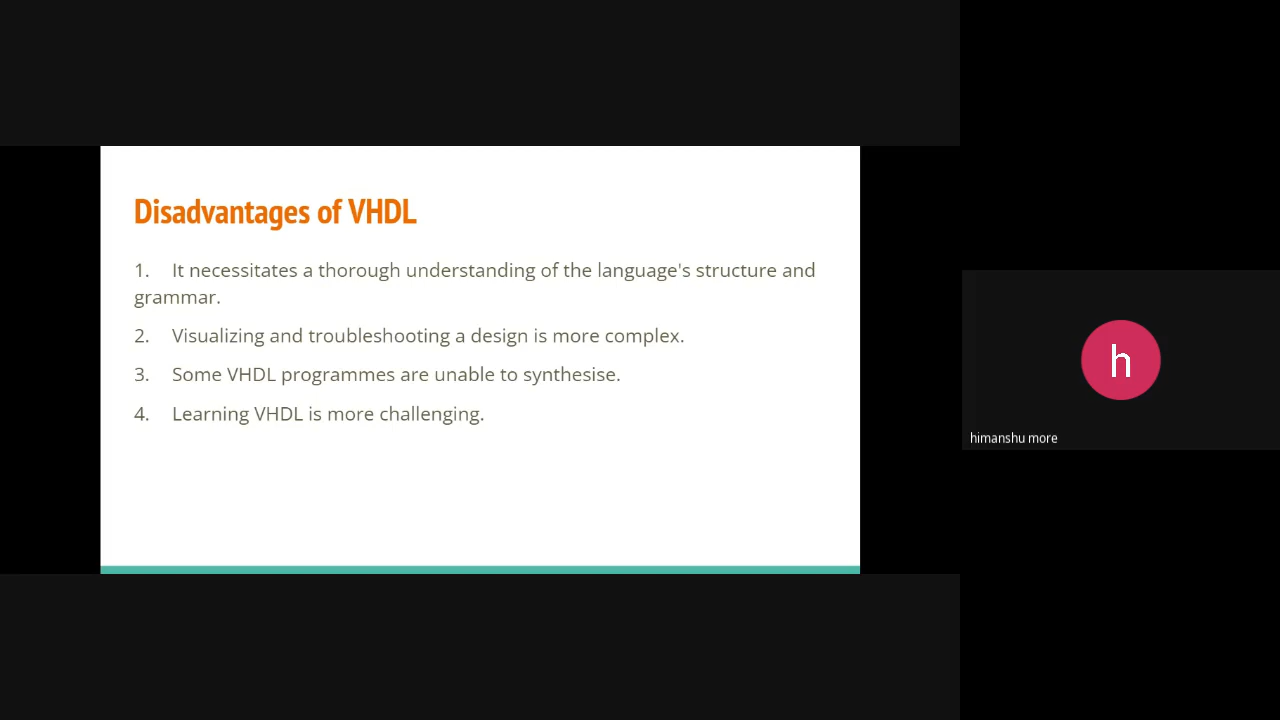 Disadvantages of VHDL
1. It necessitates a thorough understanding of the language's structure and
grammar.
2. Visualizing and troubleshooting a design is more complex.
3. Some VHDL programmes are unable to synthesise.
4. Learning VHDL is more challenging.
h
himanshu more